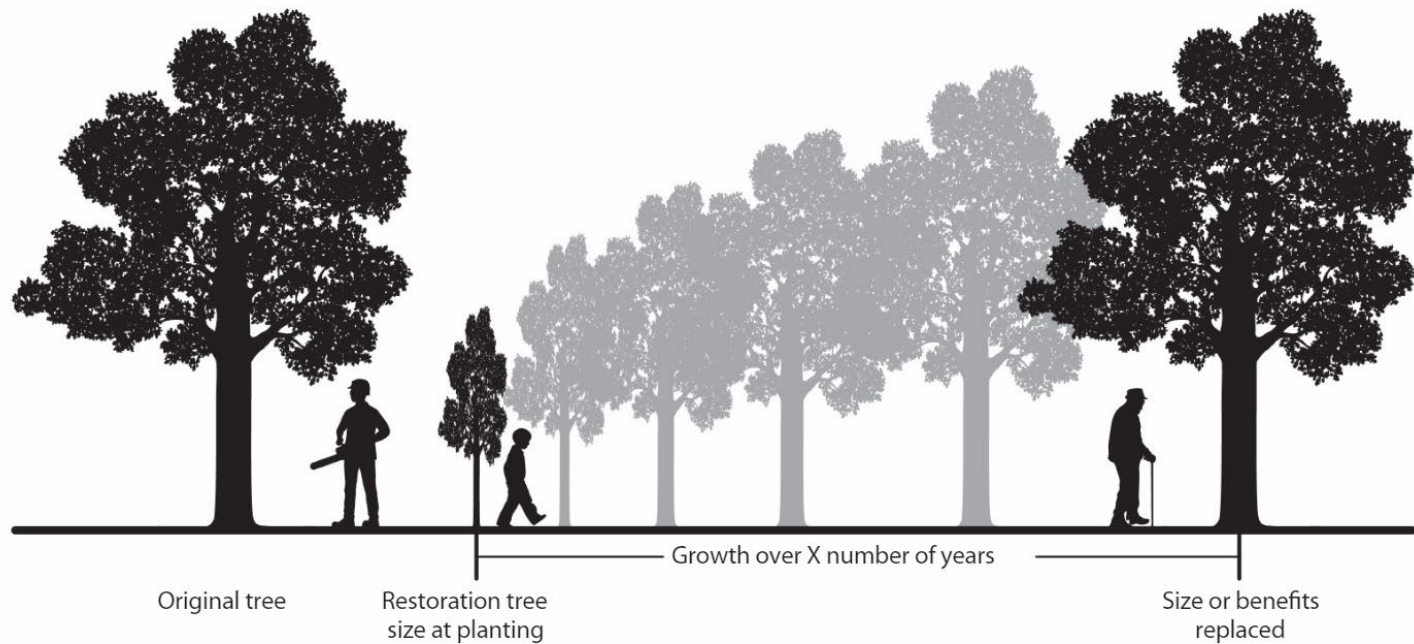 Growth over X number of years
Original tree
Restoration tree
size at planting
Size or benefits
replaced